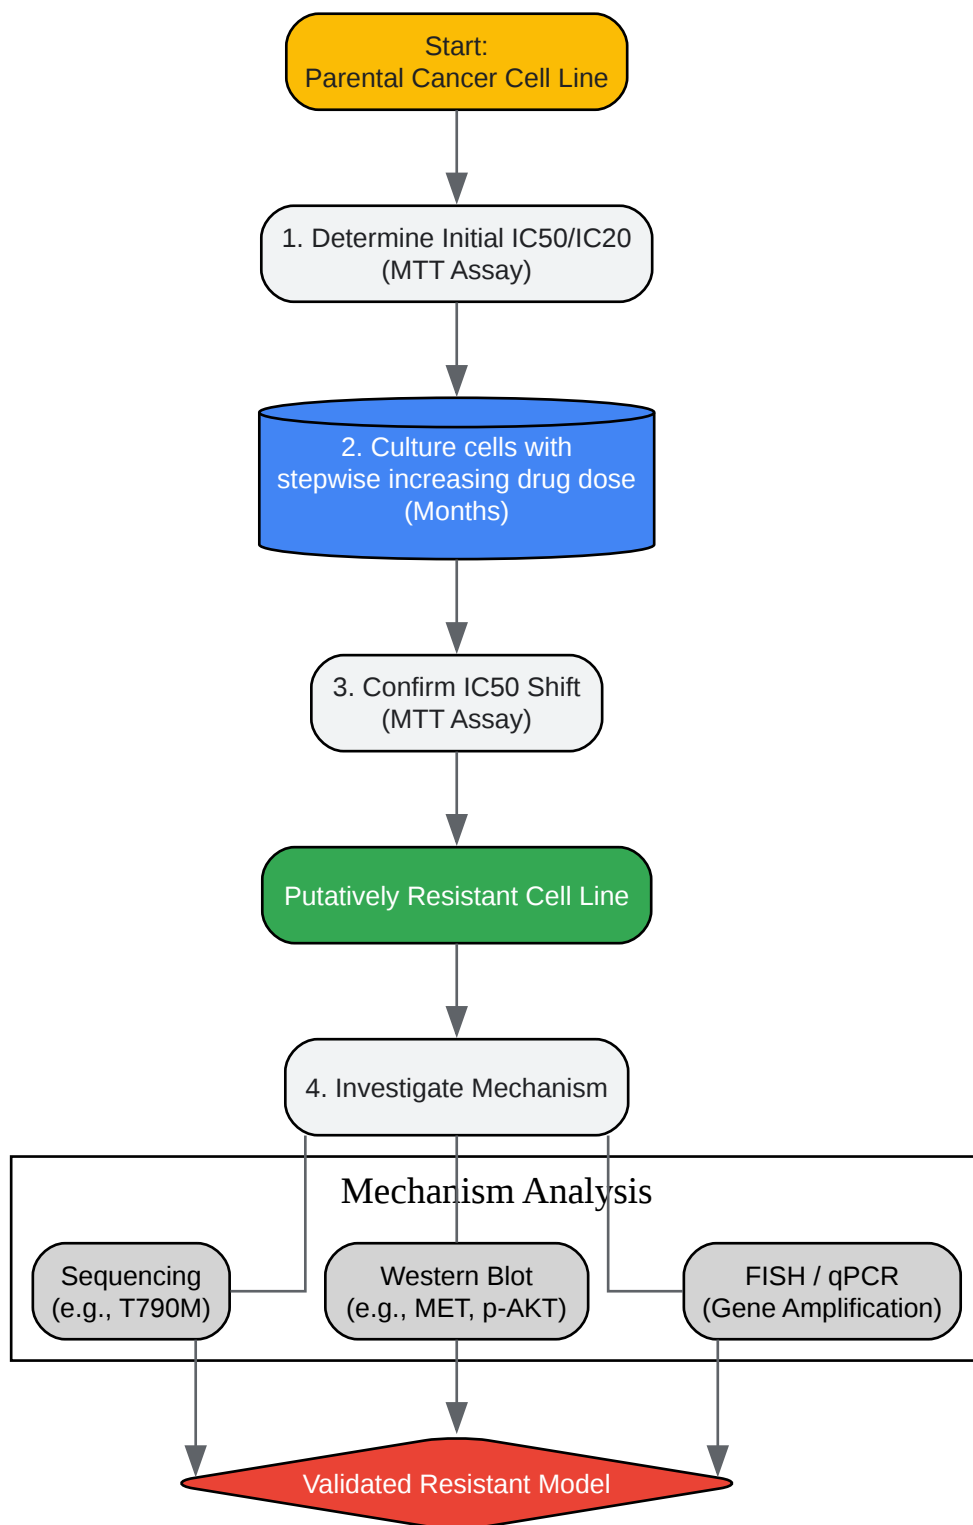 Start:
Parental Cancer Cell Line
1. Determine Initial IC50/IC20
(MTT Assay)
2. Culture cells with
stepwise increasing drug dose
(Months)
3. Confirm IC50 Shift
(MTT Assay)
Putatively Resistant Cell Line
4. Investigate Mechanism
Mechanism Analysis
Sequencing
(e.g., T790M)
Western Blot
(e.g., MET, p-AKT)
FISH / qPCR
(Gene Amplification)
Validated Resistant Model